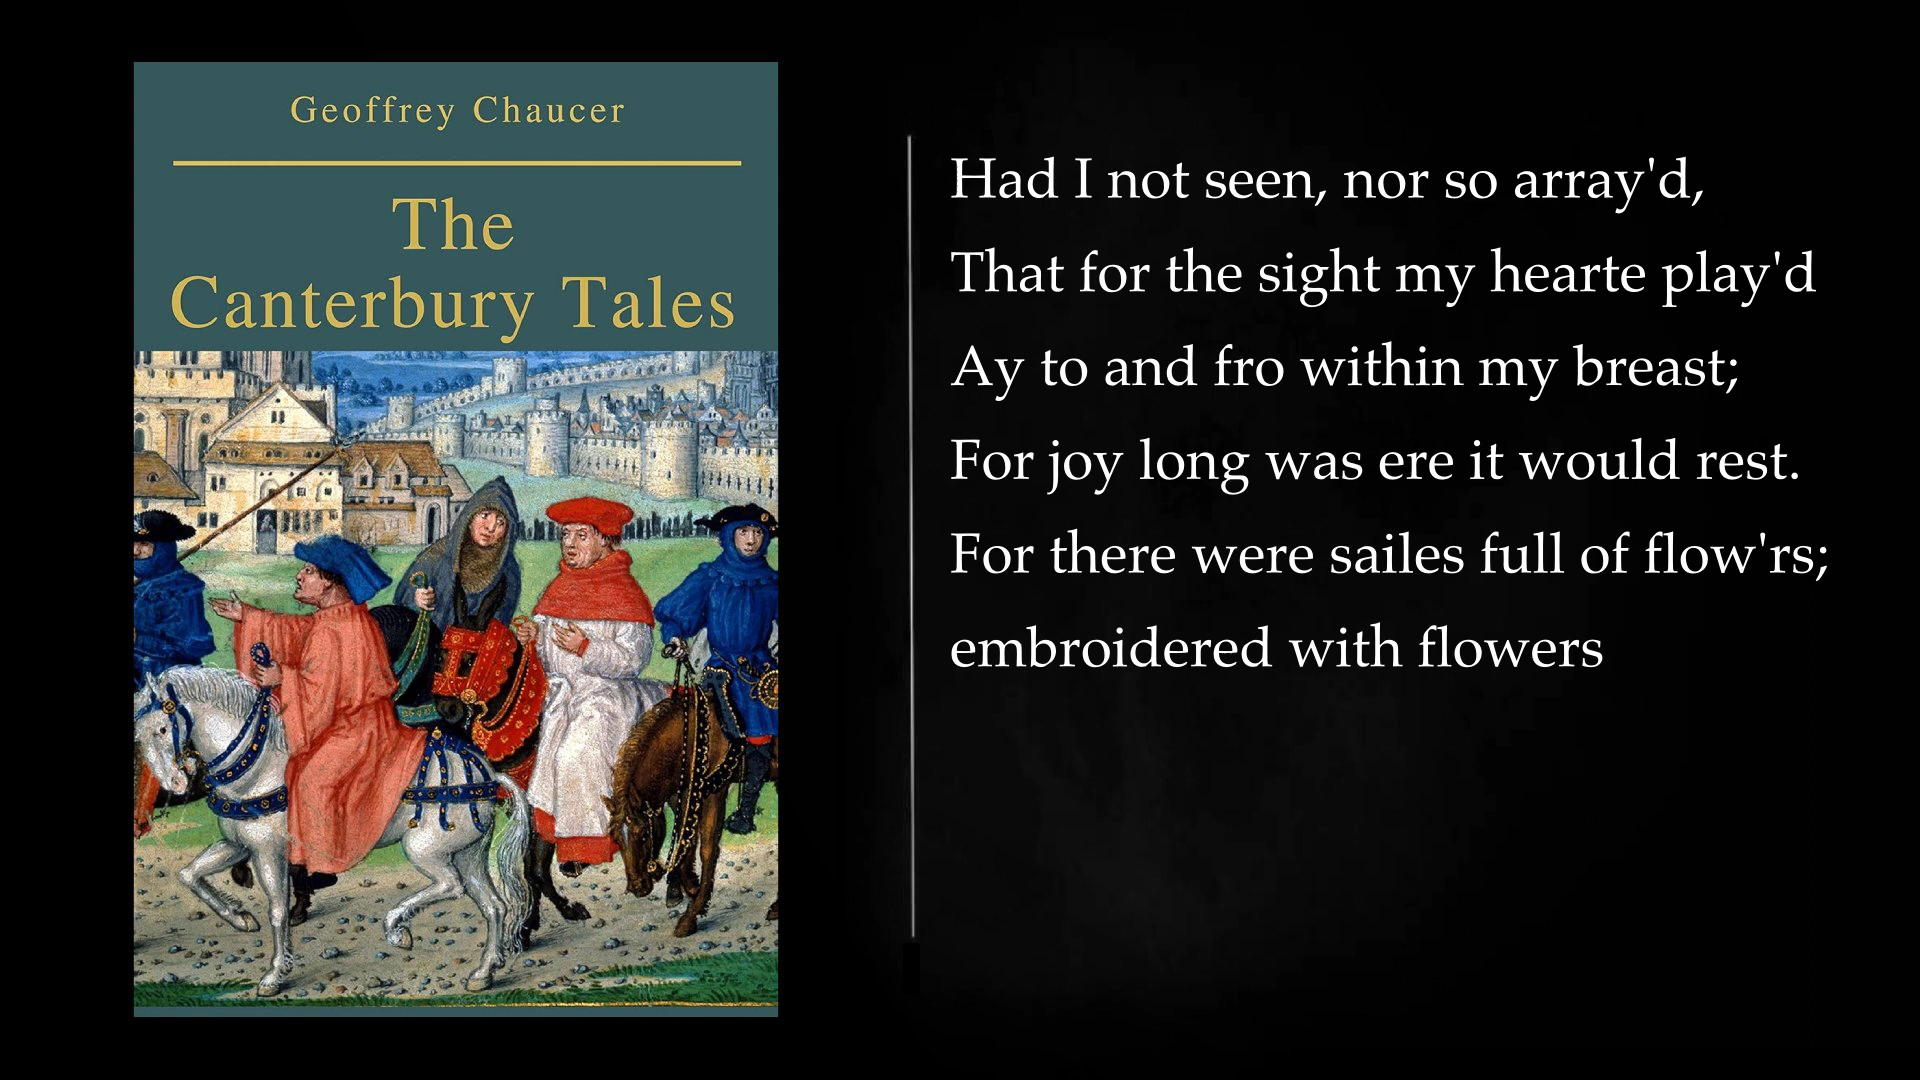 Geoffrey Chaucer
The
Canterbury Tales
Had I not seen, nor so array'd,
That for the sight my hearte play'd
Ay to and fro within my breast;
For joy long was ere it would rest.
For there were sailes full of flow'rs;
embroidered with flowers